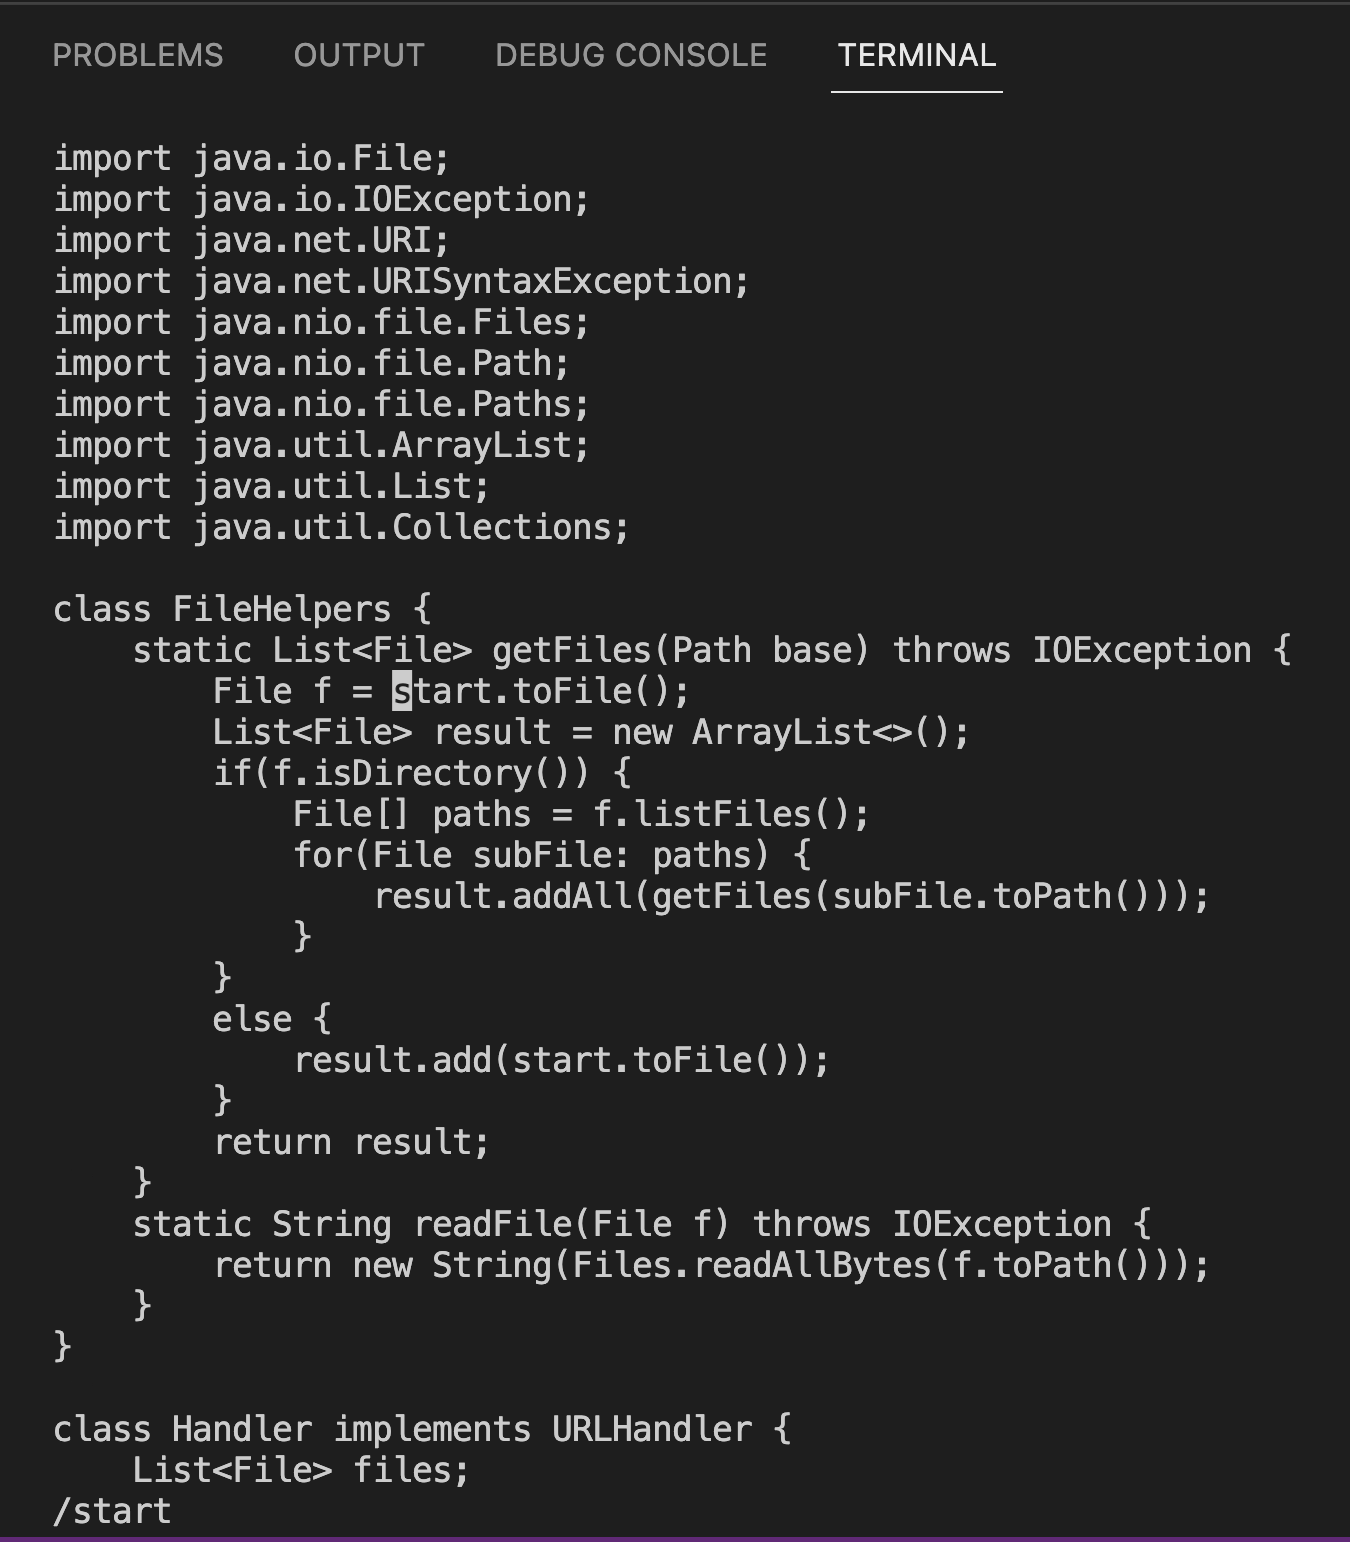 PROBLEMS OUTPUT DEBUG CONSOLE TERMINAL
import java.io.File;
import java.io.IOException;
import java.net.URI;
import java.net.URISyntaxException;
import java.nio.file.Files;
import java.nio.file.Path;
import java.nio.file.Paths;
import java.util.ArrayList;
import java.util.List;
import java.util.Collections;

class FileHelpers {
    static List<File> getFiles(Path base) throws IOException {
        File f = start.toFile();
        List<File> result = new ArrayList<>();
        if(f.isDirectory()) {
            File[] paths = f.listFiles();
            for(File subFile: paths) {
                result.addAll(getFiles(subFile.toPath()));
            }
        }
        else {
            result.add(start.toFile());
        }
        return result;
    }
    static String readFile(File f) throws IOException {
        return new String(Files.readAllBytes(f.toPath()));
    }
}

class Handler implements URLHandler {
    List<File> files;
/start